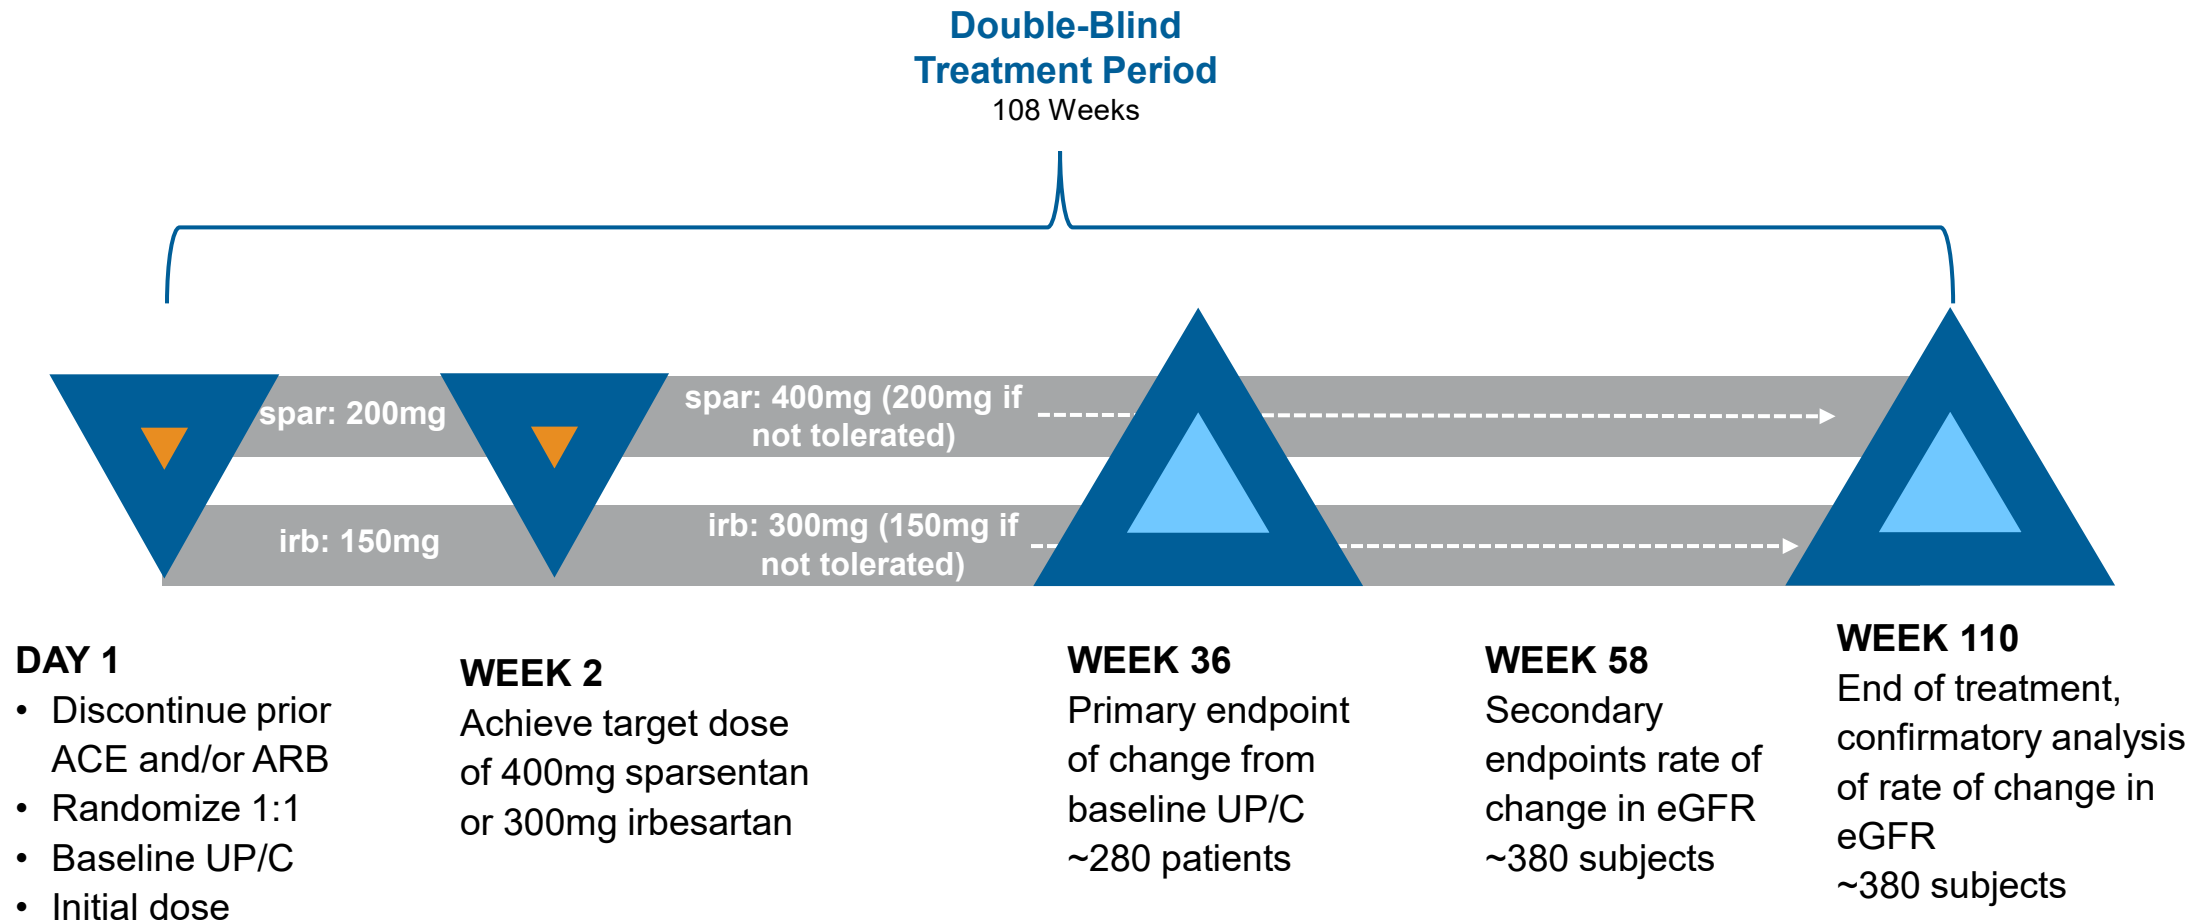 Double-Blind
Treatment Period
108 Weeks
spar: 200mg
spar: 400mg (200mg if
not tolerated)
irb: 150mg
irb: 300mg (150mg if
not tolerated)
DAY 1
• Discontinue prior
ACE and/or ARB
• Randomize 1:1
• Baseline UP/C
• Initial dose
WEEK 2
Achieve target dose
of 400mg sparsentan
or 300mg irbesartan
WEEK 36
Primary endpoint
of change from
baseline UP/C
~280 patients
WEEK 58
Secondary
endpoints rate of
change in eGFR
~380 subjects
WEEK 110
End of treatment,
confirmatory analysis
of rate of change in
eGFR
~380 subjects